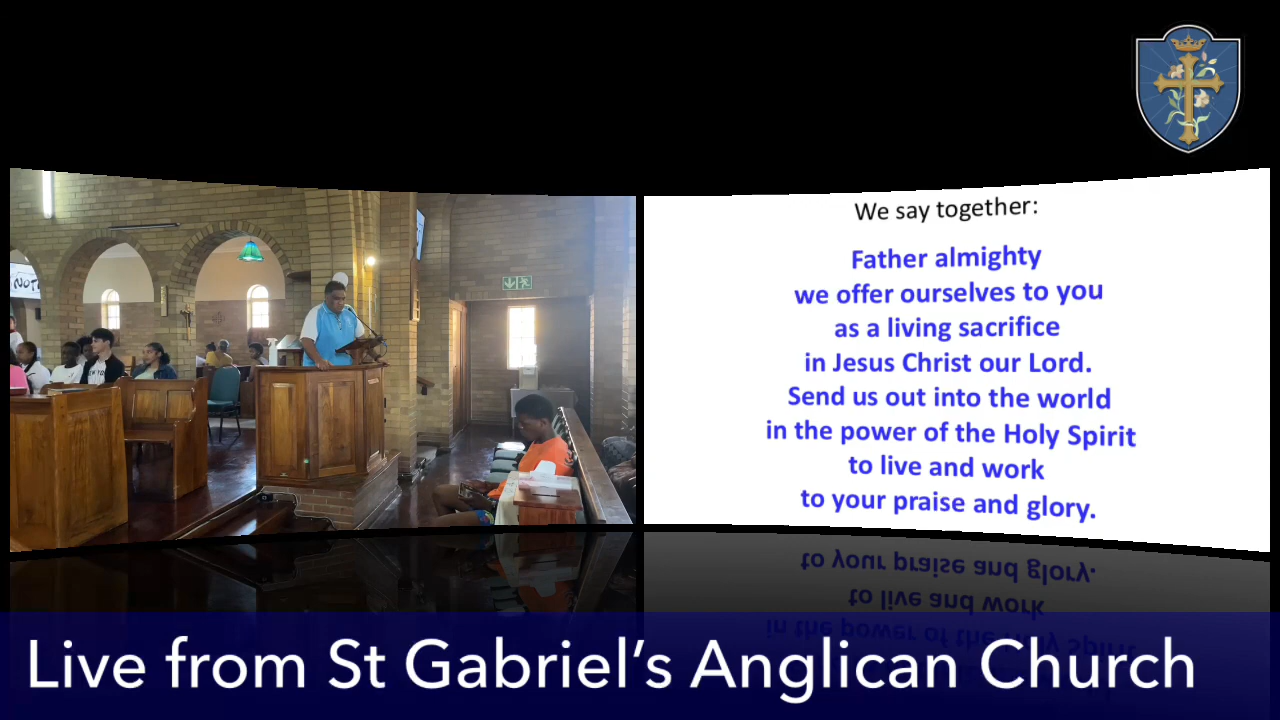 We say together:
Father almighty
we offer ourselves to you
as a living sacrifice
in Jesus Christ our Lord.
Send us out into the world
in the power of the Holy Spirit
to live and work
to your praise and glory.
Live from St Gabriel’s Anglican Church